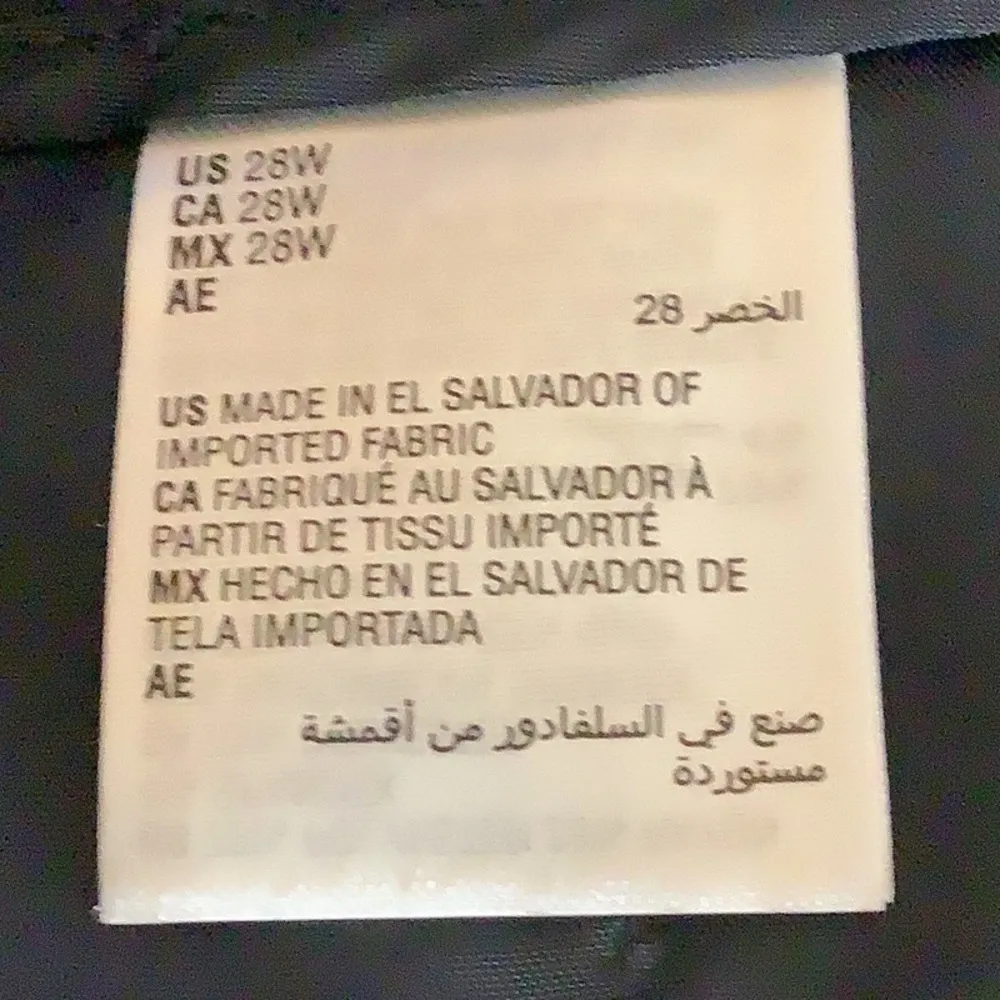 US 28W
CA 28W
MX 28W
AE
الخصر 28
US MADE IN EL SALVADOR OF
IMPORTED FABRIC
CA FABRIQUÉ AU SALVADOR À
PARTIR DE TISSU IMPORTÉ
MX HECHO EN EL SALVADOR DE
TELA IMPORTADA
AE
صنع في السلفادور من أقمشة
مستوردة